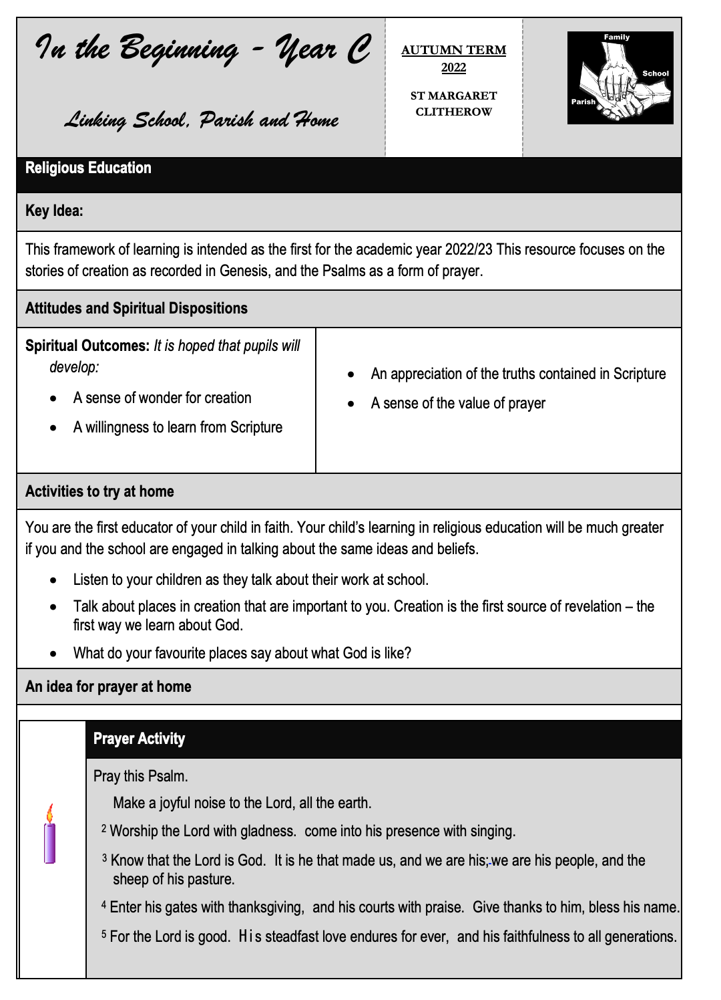 In the Beginning - Year C
Linking School, Parish and Home
AUTUMN TERM
2022
ST MARGARET
CLITHEROW
Family
School
Parish
Religious Education
Key Idea:
This framework of learning is intended as the first for the academic year 2022/23 This resource focuses on the
stories of creation as recorded in Genesis, and the Psalms as a form of prayer.
Attitudes and Spiritual Dispositions
Spiritual Outcomes: It is hoped that pupils will
develop:
• A sense of wonder for creation
• A willingness to learn from Scripture
• An appreciation of the truths contained in Scripture
• A sense of the value of prayer
Activities to try at home
You are the first educator of your child in faith. Your child’s learning in religious education will be much greater
if you and the school are engaged in talking about the same ideas and beliefs.
• Listen to your children as they talk about their work at school.
• Talk about places in creation that are important to you. Creation is the first source of revelation – the
first way we learn about God.
• What do your favourite places say about what God is like?
An idea for prayer at home
Prayer Activity
Pray this Psalm.
Make a joyful noise to the Lord, all the earth.
2 Worship the Lord with gladness. come into his presence with singing.
3 Know that the Lord is God. It is he that made us, and we are his; we are his people, and the
sheep of his pasture.
4 Enter his gates with thanksgiving, and his courts with praise. Give thanks to him, bless his name.
5 For the Lord is good. His steadfast love endures for ever, and his faithfulness to all generations.